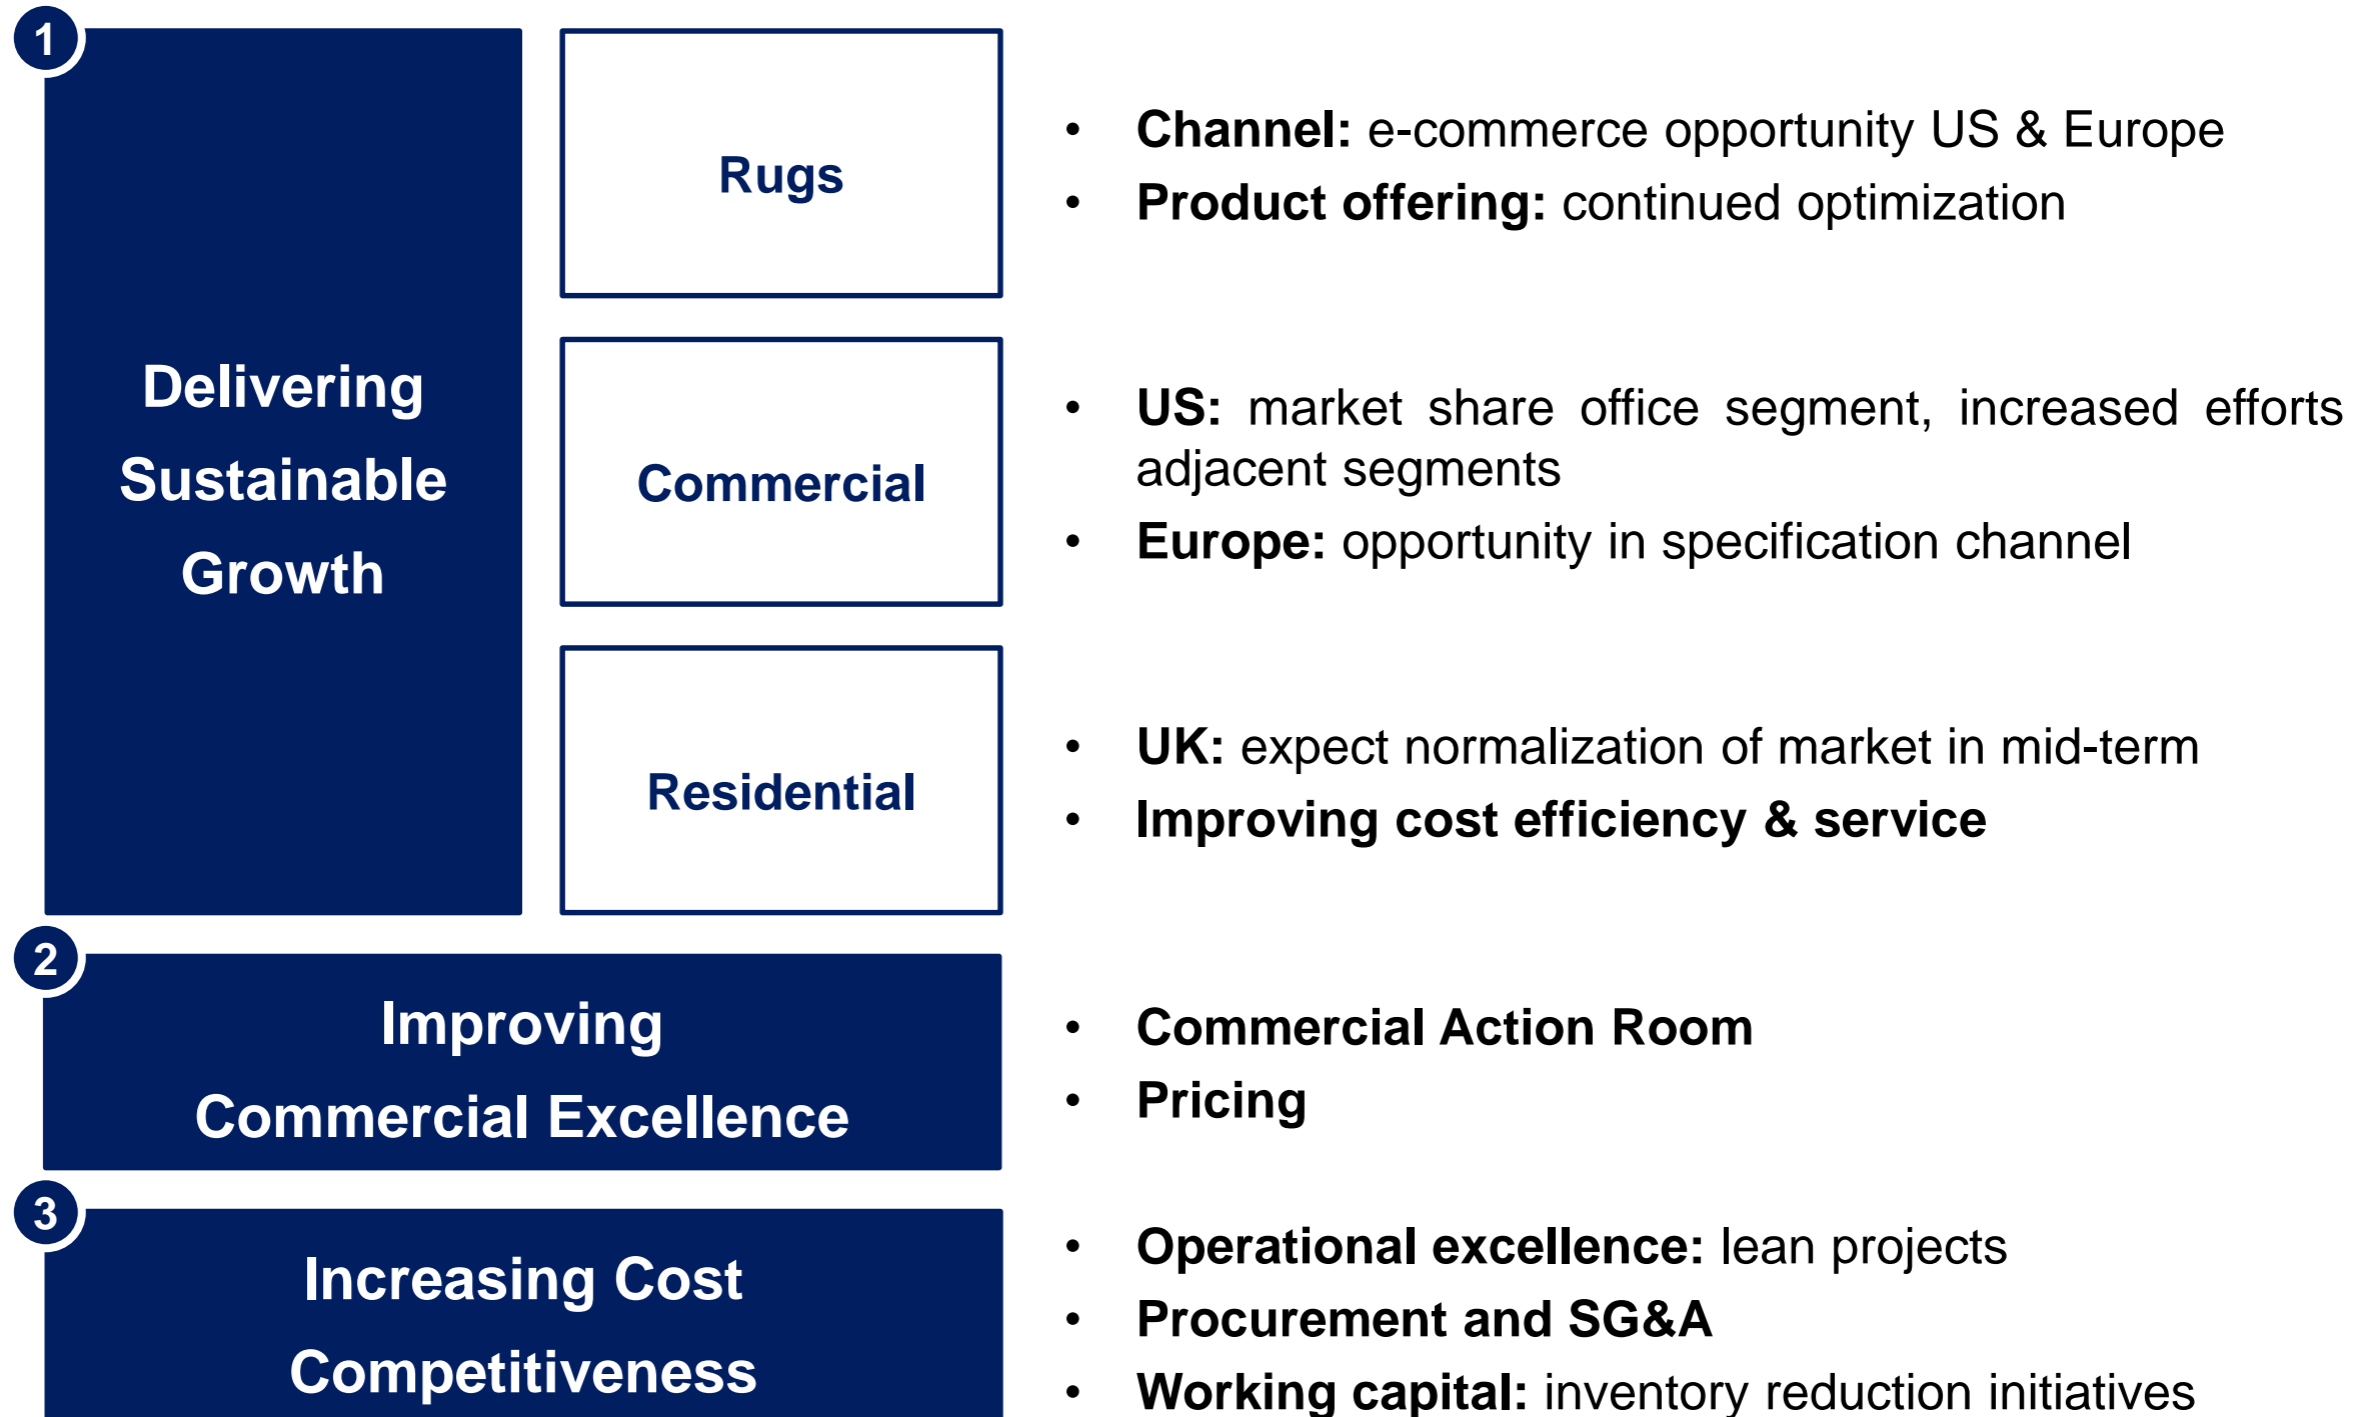 1
Delivering
Sustainable
Growth
Rugs
• Channel: e-commerce opportunity US & Europe
• Product offering: continued optimization
Commercial
• US: market share office segment, increased efforts
adjacent segments
• Europe: opportunity in specification channel
Residential
• UK: expect normalization of market in mid-term
• Improving cost efficiency & service
2
Improving
Commercial Excellence
• Commercial Action Room
• Pricing
3
Increasing Cost
Competitiveness
• Operational excellence: lean projects
• Procurement and SG&A
• Working capital: inventory reduction initiatives